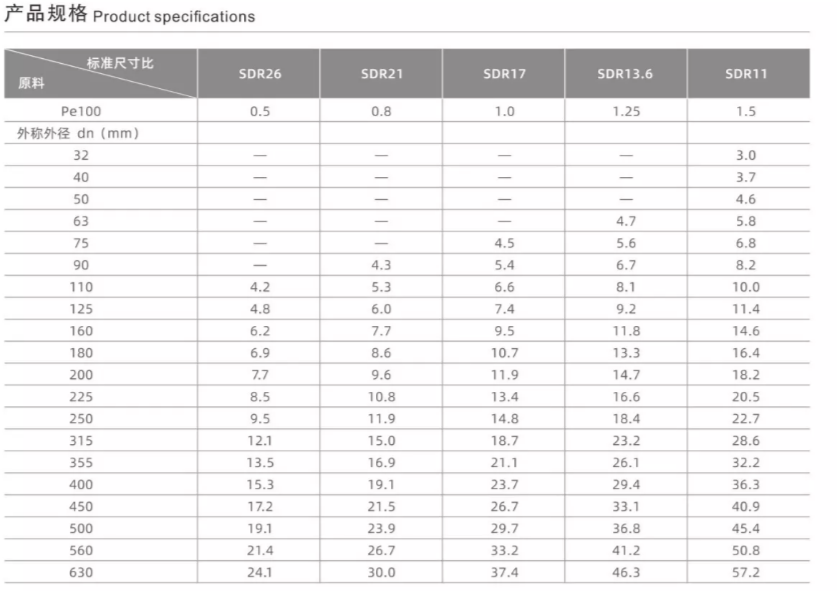 产品规格 Product specifications
标准尺寸比 SDR26 SDR21 SDR17 SDR13.6 SDR11
原料
Pe100 0.5 0.8 1.0 1.25 1.5
外称外径 dn（mm）
32 — — — — 3.0
40 — — — — 3.7
50 — — — — 4.6
63 — — — 4.7 5.8
75 — — 4.5 5.6 6.8
90 — 4.3 5.4 6.7 8.2
110 4.2 5.3 6.6 8.1 10.0
125 4.8 6.0 7.4 9.2 11.4
160 6.2 7.7 9.5 11.8 14.6
180 6.9 8.6 10.7 13.3 16.4
200 7.7 9.6 11.9 14.7 18.2
225 8.5 10.8 13.4 16.6 20.5
250 9.5 11.9 14.8 18.4 22.7
315 12.1 15.0 18.7 23.2 28.6
355 13.5 16.9 21.1 26.1 32.2
400 15.3 19.1 23.7 29.4 36.3
450 17.2 21.5 26.7 33.1 40.9
500 19.1 23.9 29.7 36.8 45.4
560 21.4 26.7 33.2 41.2 50.8
630 24.1 30.0 37.4 46.3 57.2